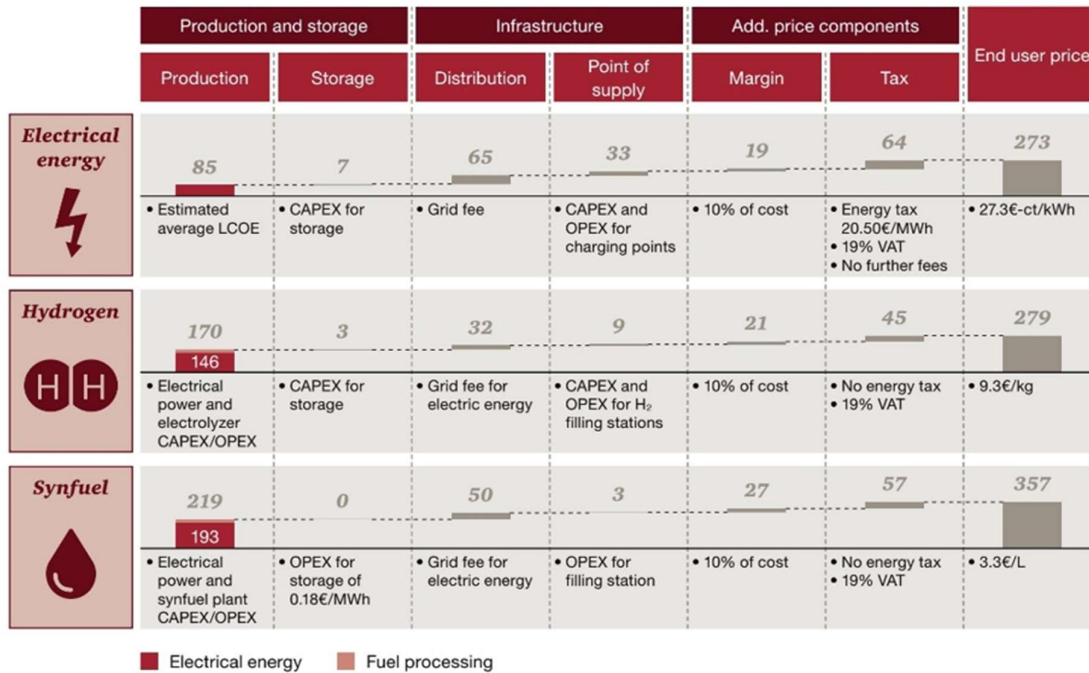 Production and storage
Infrastructure
Add. price components
End user price
Production
Storage
Distribution
Point of
supply
Margin
Tax
Electrical
energy
85
7
65
33
19
64
273
• Estimated
average LCOE
• CAPEX for
storage
• Grid fee
• CAPEX and
OPEX for
charging points
• 10% of cost
• Energy tax
20.50€/MWh
• 19% VAT
• No further fees
• 27.3€-ct/kWh
Hydrogen
H H
170
146
3
32
9
21
45
279
• Electrical
power and
electrolyzer
CAPEX/OPEX
• CAPEX for
storage
• Grid fee for
electric energy
• CAPEX and
OPEX for H₂
filling stations
• 10% of cost
• No energy tax
• 19% VAT
• 9.3€/kg
Synfuel
219
193
0
50
3
27
57
357
• Electrical
power and
synfuel plant
CAPEX/OPEX
• OPEX for
storage of
0.18€/MWh
• Grid fee for
electric energy
• OPEX for
filling station
• 10% of cost
• No energy tax
• 19% VAT
• 3.3€/L
Electrical energy
Fuel processing